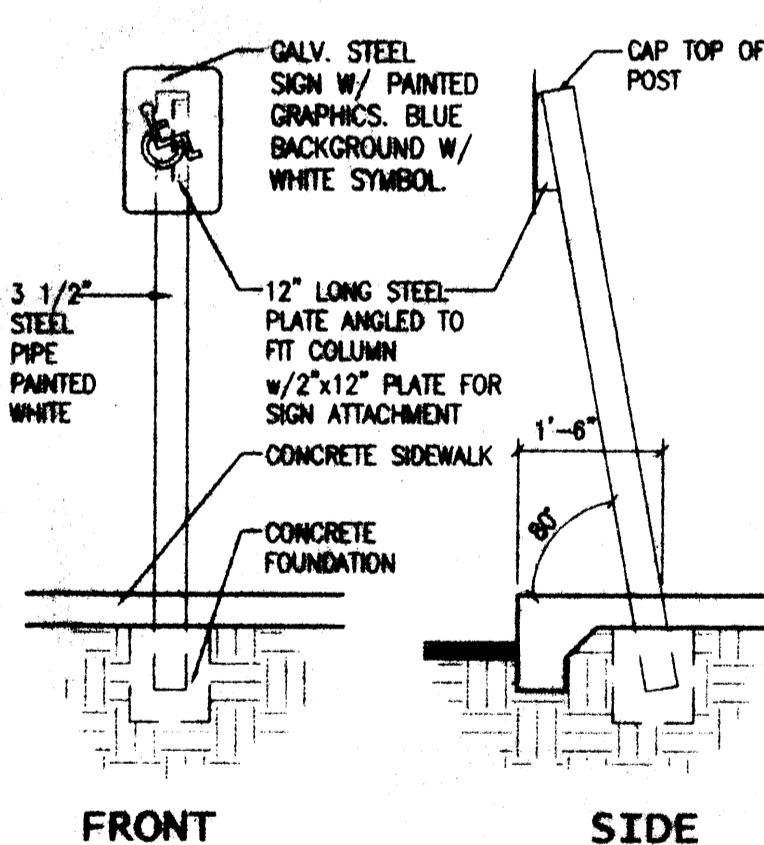 GALV. STEEL
SIGN W/ PAINTED
GRAPHICS. BLUE
BACKGROUND W/
WHITE SYMBOL.
CAP TOP OF
POST
3 1/2"
STEEL
PIPE
PAINTED
WHITE
12" LONG STEEL
PLATE ANGLED TO
FIT COLUMN
w/2"x12" PLATE FOR
SIGN ATTACHMENT
1'-6"
CONCRETE SIDEWALK
80°
CONCRETE
FOUNDATION
FRONT
SIDE